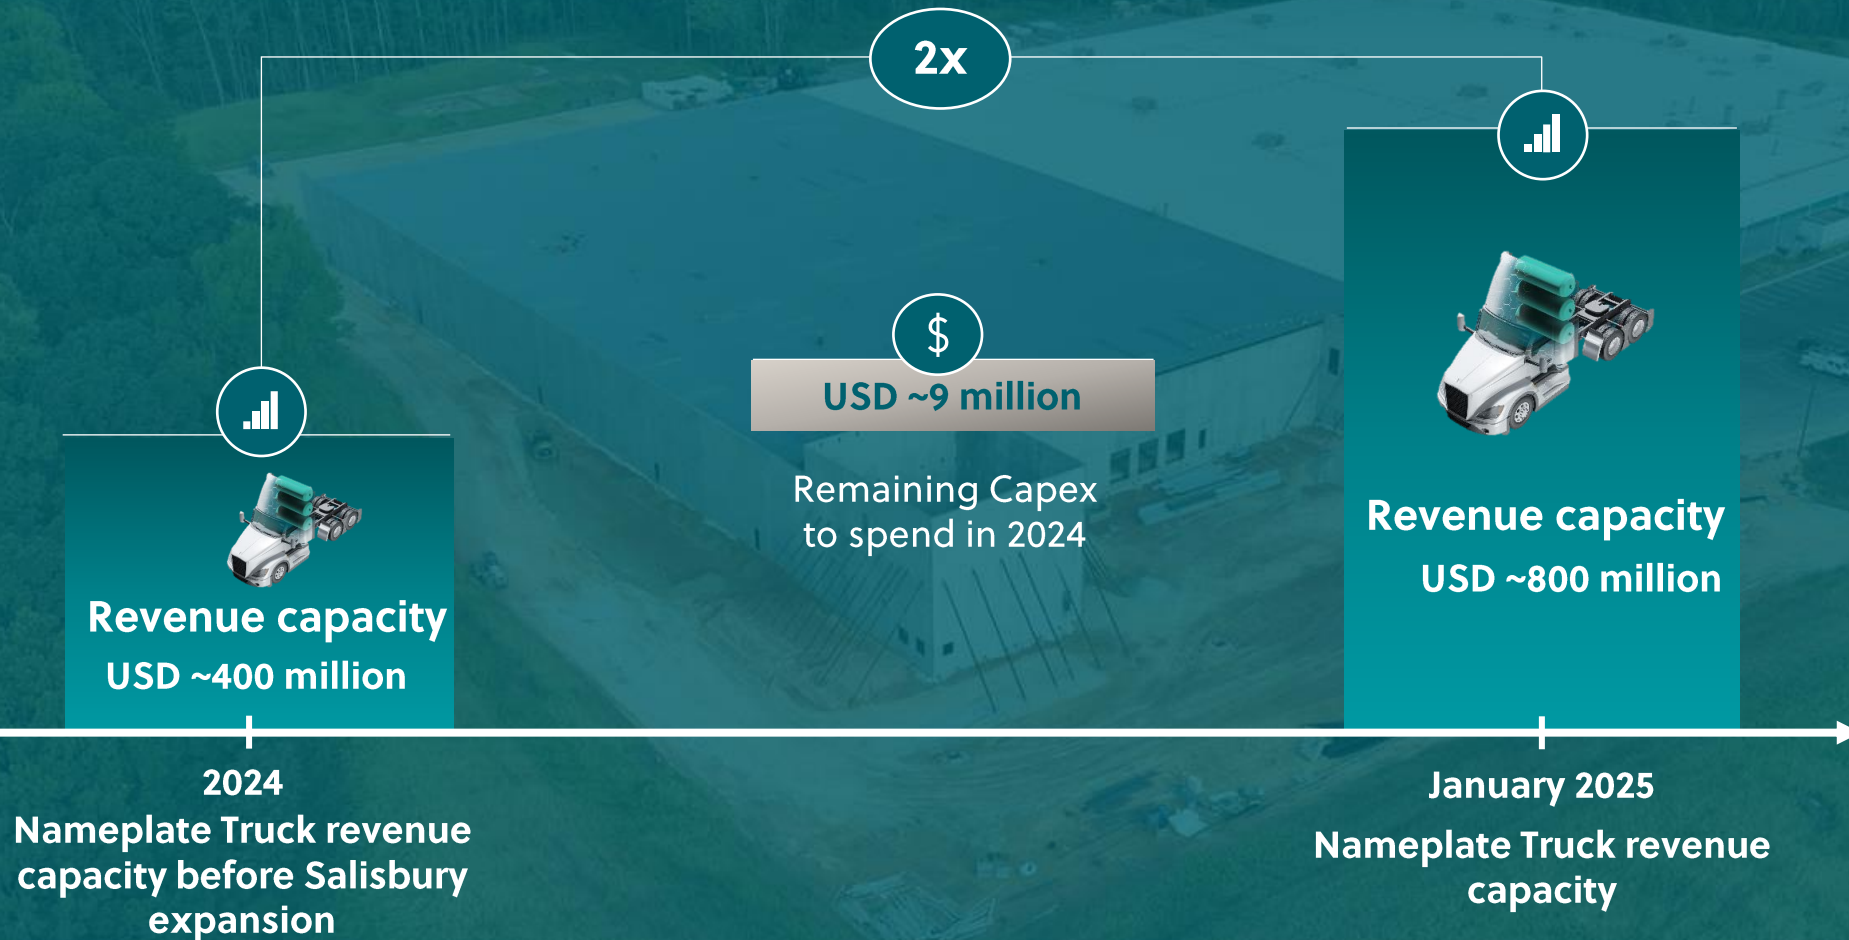 2x
$
USD ~9 million
Remaining Capex
to spend in 2024
Revenue capacity
USD ~400 million
Revenue capacity
USD ~800 million
2024
Nameplate Truck revenue
capacity before Salisbury
expansion
January 2025
Nameplate Truck revenue
capacity